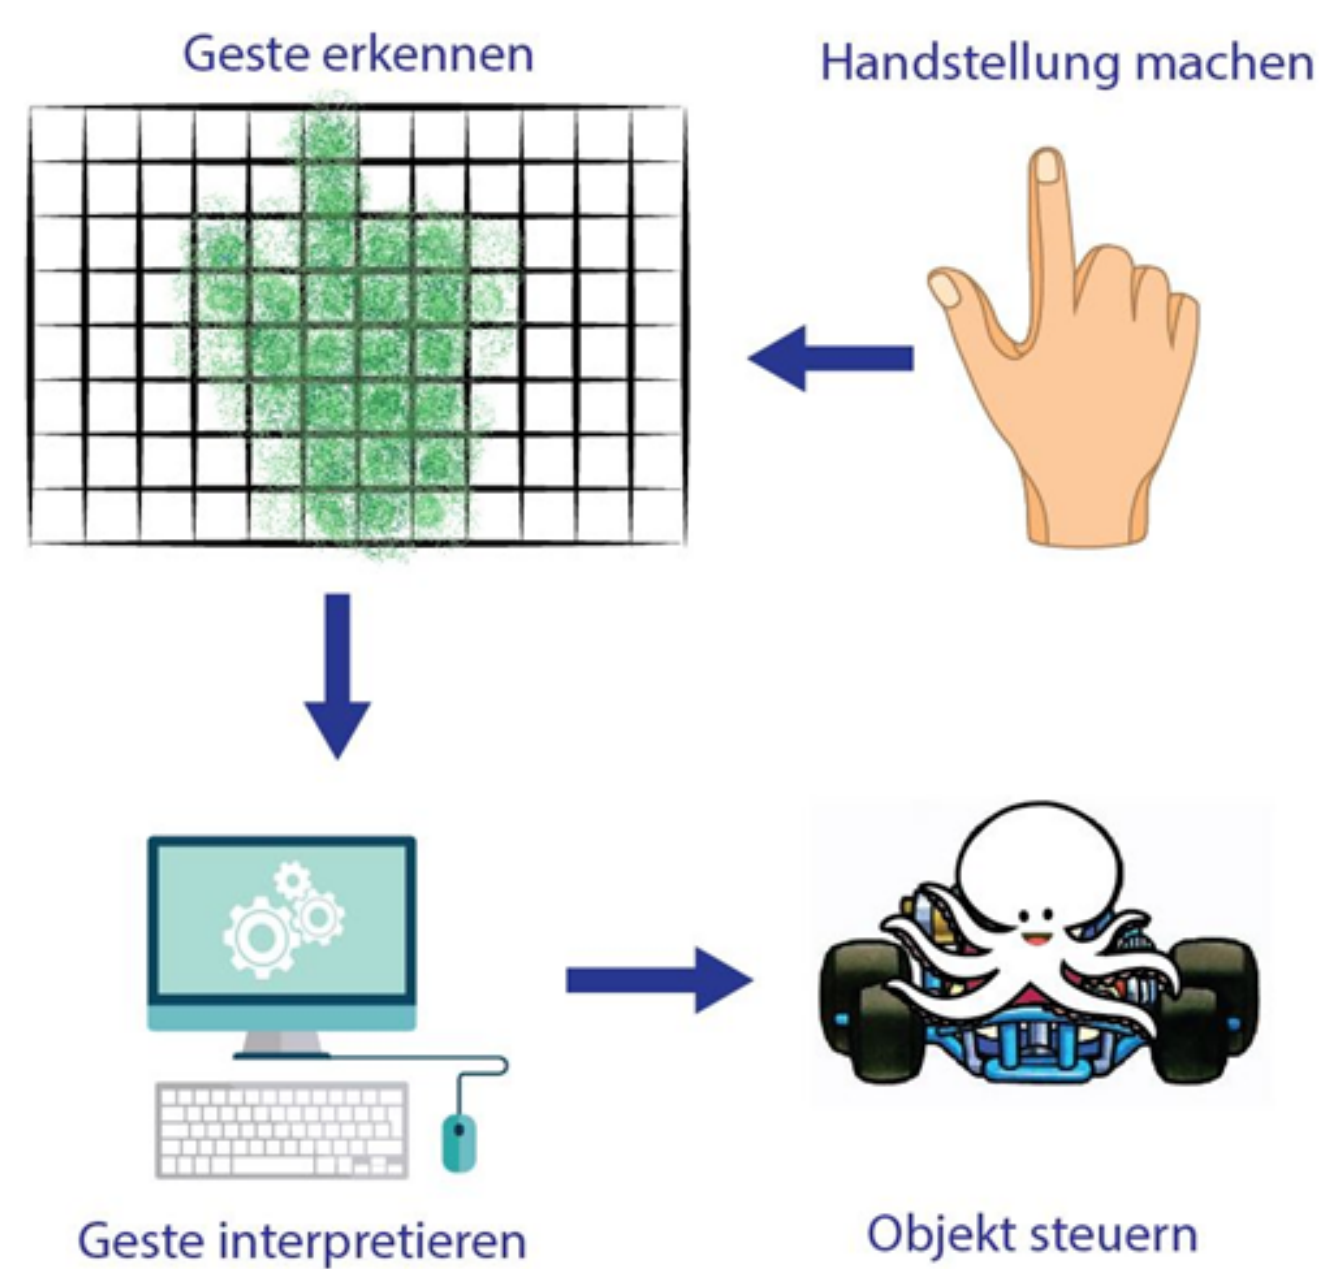 Geste erkennen
Handstellung machen
Geste interpretieren
Objekt steuern